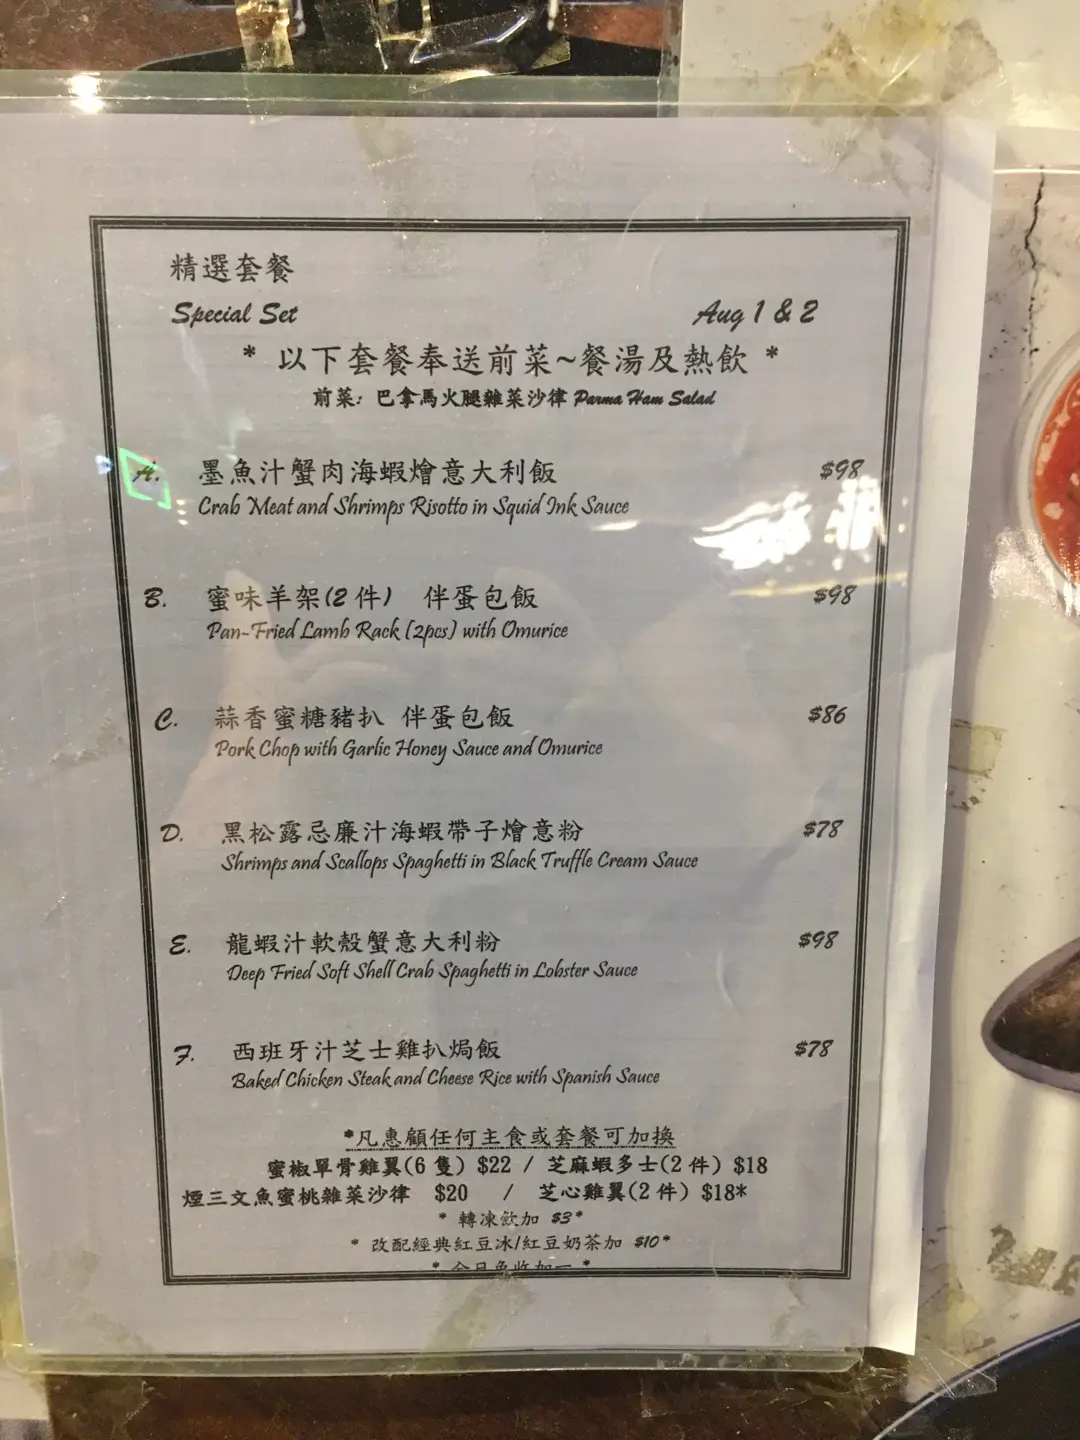 精選套餐
Special Set Aug 1 & 2
* 以下套餐奉送前菜~餐湯及熱飲 *
前菜: 巴拿馬火腿雜菜沙律 Parma Ham Salad
A. 墨魚汁蟹肉海蝦燴意大利飯 $98
Crab Meat and Shrimps Risotto in Squid Ink Sauce
B. 蜜味羊架(2 件) 伴蛋包飯 $98
Pan-Fried Lamb Rack (2pcs) with Omurice
C. 蒜香蜜糖豬扒 伴蛋包飯 $86
Pork Chop with Garlic Honey Sauce and Omurice
D. 黑松露忌廉汁海蝦帶子燴意粉 $78
Shrimps and Scallops Spaghetti in Black Truffle Cream Sauce
E. 龍蝦汁軟殼蟹意大利粉 $98
Deep Fried Soft Shell Crab Spaghetti in Lobster Sauce
F. 西班牙汁芝士雞扒焗飯 $78
Baked Chicken Steak and Cheese Rice with Spanish Sauce
*凡惠顧任何主食或套餐可加換
蜜椒單骨雞翼(6 隻) $22 / 芝麻蝦多士(2 件) $18
煙三文魚蜜桃雜菜沙律 $20 / 芝心雞翼(2 件) $18*
* 轉凍飲加 $3*
* 改配經典紅豆冰/紅豆奶茶加 $10*
* 今日免收加一 *